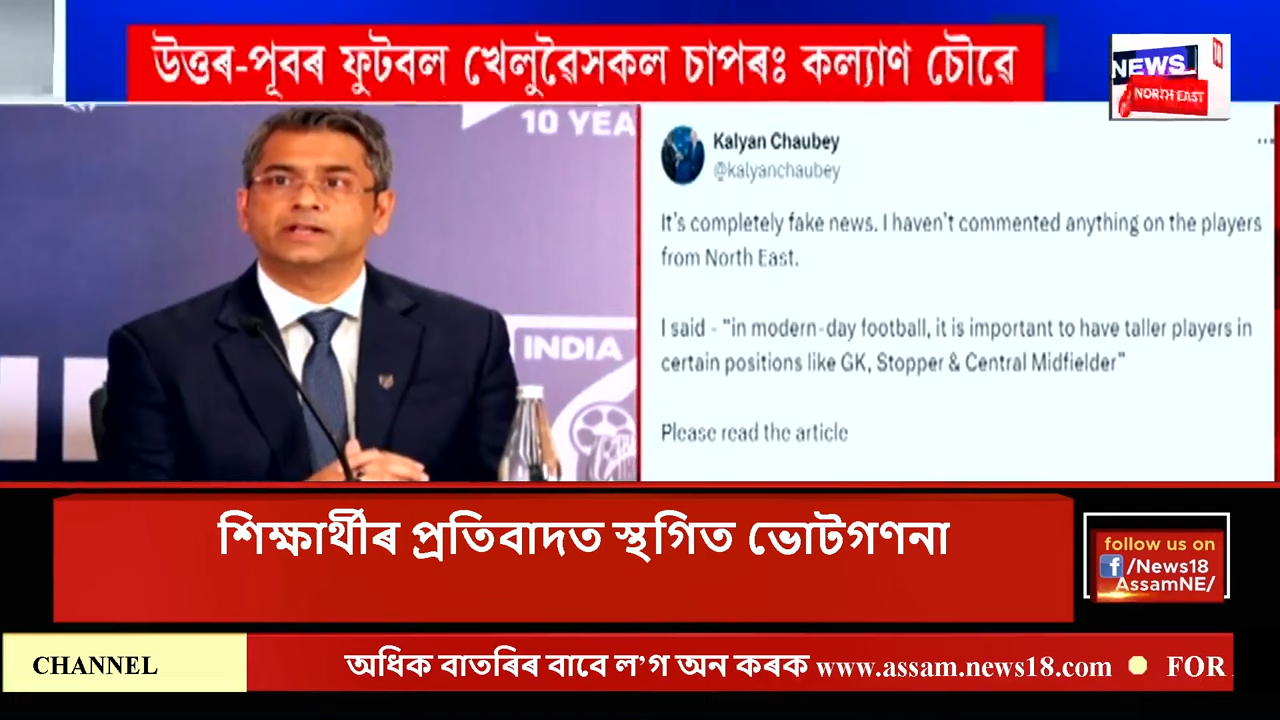 উত্তৰ-পূবৰ ফুটবল খেলুৱৈসকল চাপৰঃ কল্যাণ চৌৱে
NEWS
NORTH EAST
10 YEA
INDIA
Kalyan Chaubey
@kalyanchaubey
It's completely fake news. I haven't commented anything on the players
from North East.
I said - "in modern-day football, it is important to have taller players in
certain positions like GK, Stopper & Central Midfielder"
Please read the article
শিক্ষাৰ্থীৰ প্ৰতিবাদত স্থগিত ভোটগণনা
follow us on
/News18
AssamNE/
CHANNEL
অধিক বাতৰিৰ বাবে ল'গ অন কৰক www.assam.news18.com
FOR